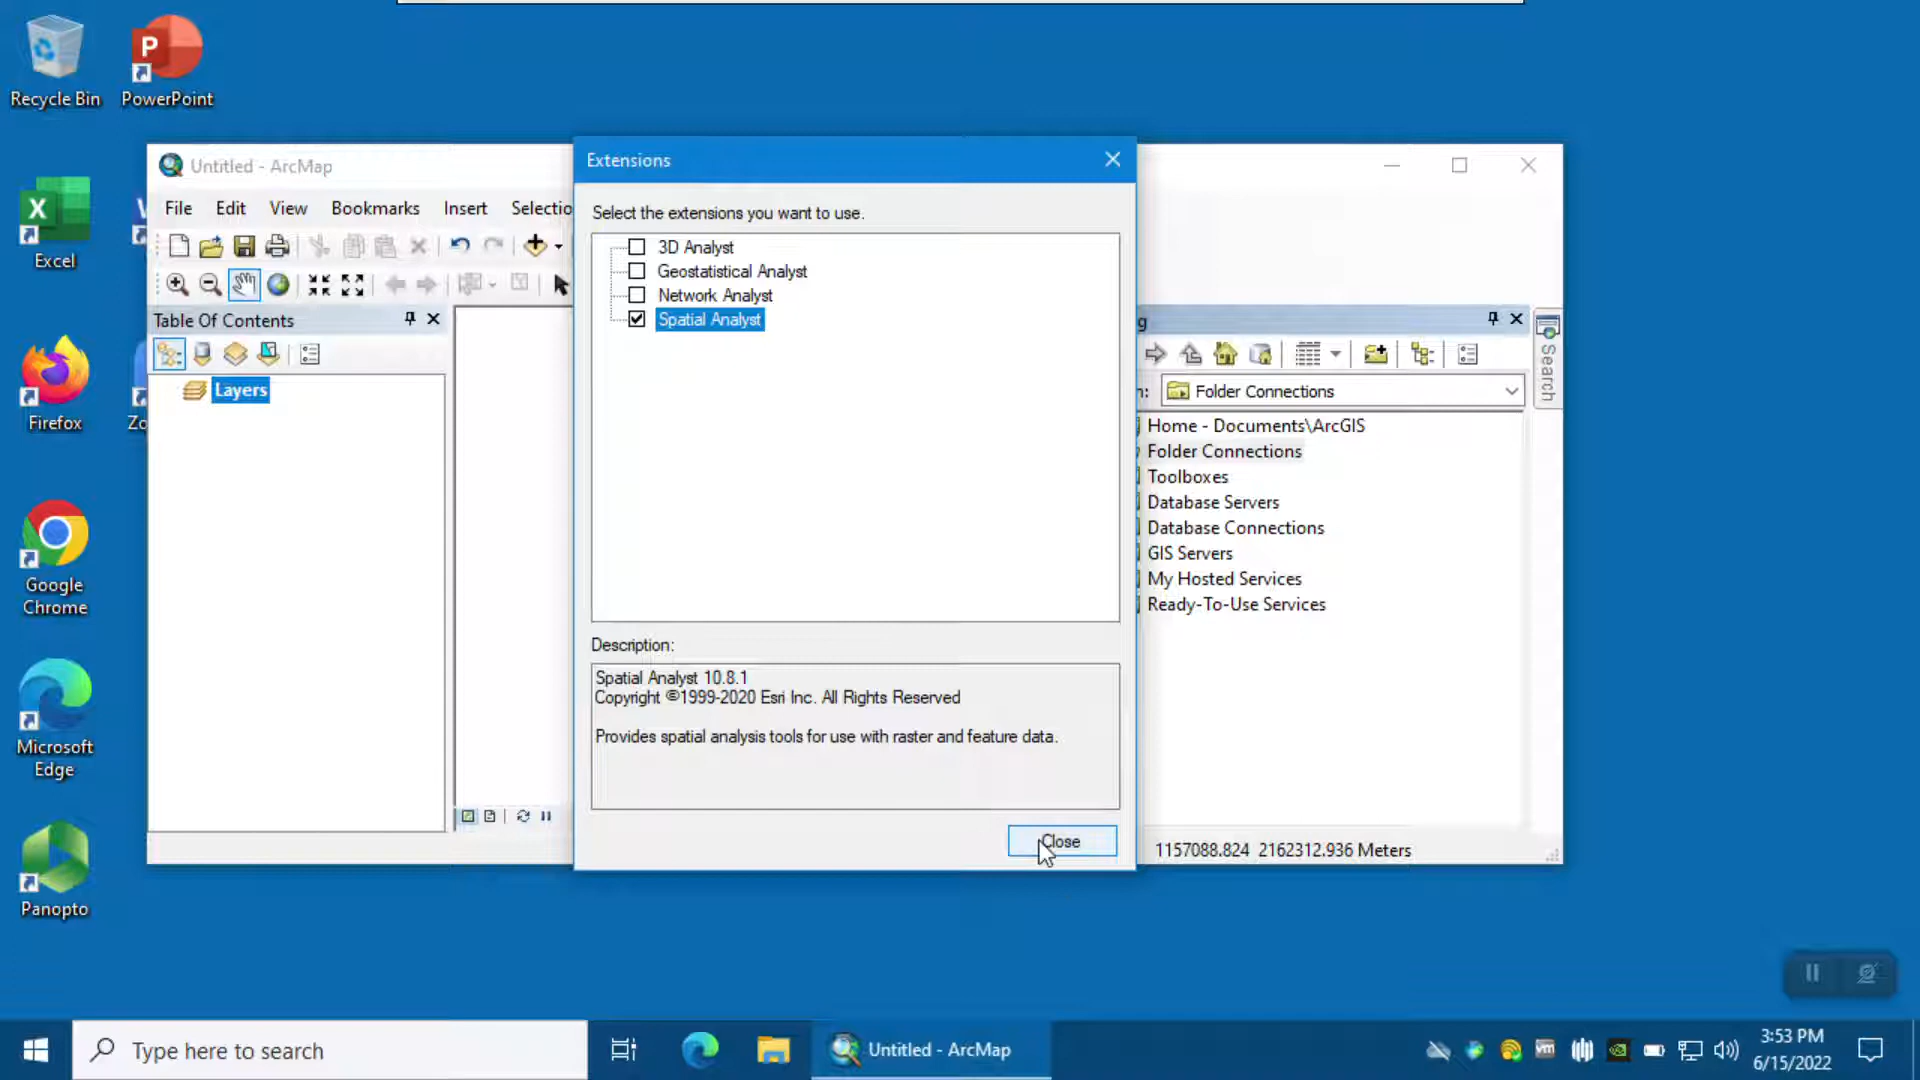 Recycle Bin
PowerPoint
Excel
Firefox
Zo
Google
Chrome
Microsoft
Edge
Panopto
Untitled - ArcMap
File Edit View Bookmarks Insert Selectio
Table Of Contents
Layers
Extensions
Select the extensions you want to use.
3D Analyst
Geostatistical Analyst
Network Analyst
Spatial Analyst
Description:
Spatial Analyst 10.8.1
Copyright ©1999-2020 Esri Inc. All Rights Reserved
Provides spatial analysis tools for use with raster and feature data.
Close
g
Search
n: Folder Connections
Home - Documents\ArcGIS
Folder Connections
Toolboxes
Database Servers
Database Connections
GIS Servers
My Hosted Services
Ready-To-Use Services
1157088.824 2162312.936 Meters
Type here to search
Untitled - ArcMap
3:53 PM
6/15/2022